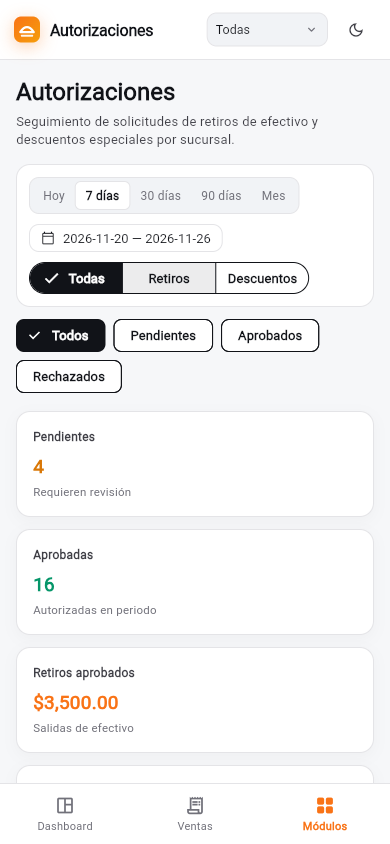 Autorizaciones
Todas
Autorizaciones
Seguimiento de solicitudes de retiros de efectivo y
descuentos especiales por sucursal.
Hoy 7 días 30 días 90 días Mes
2026-11-20 — 2026-11-26
Todas Retiros Descuentos
Todos Pendientes Aprobados
Rechazados
Pendientes
4
Requieren revisión
Aprobadas
16
Autorizadas en periodo
Retiros aprobados
$3,500.00
Salidas de efectivo
Dashboard Ventas Módulos